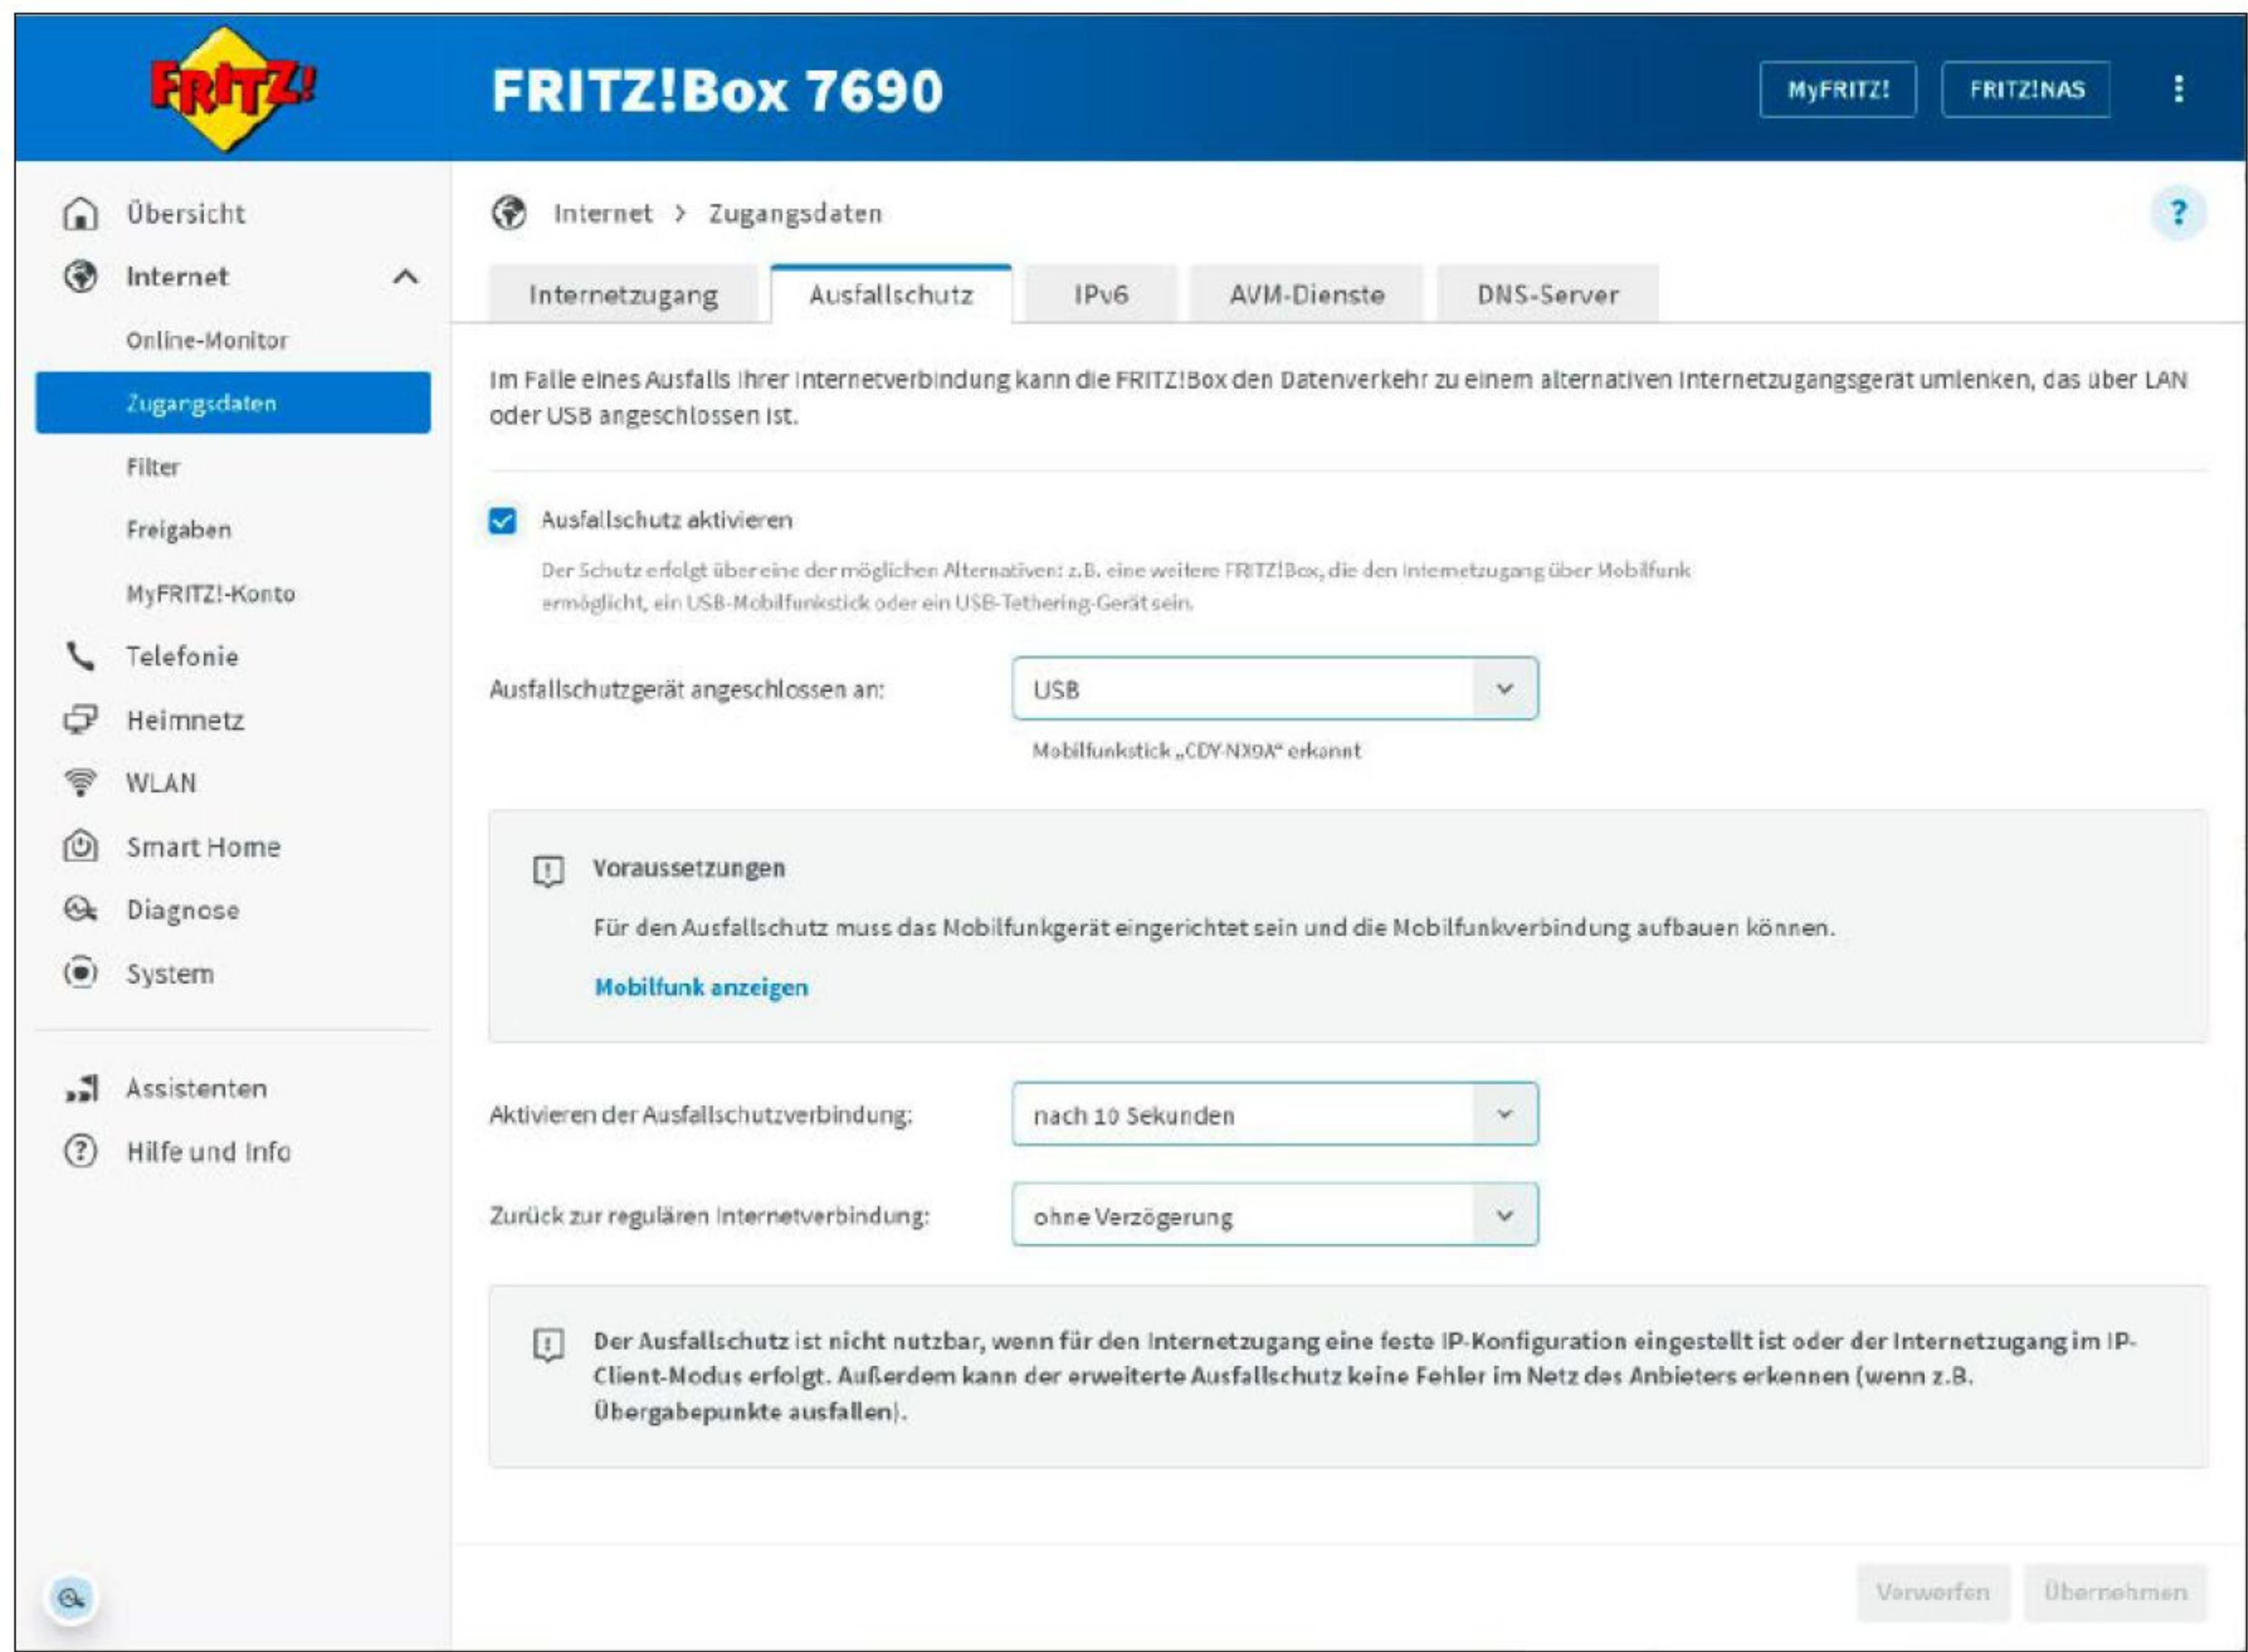 FRITZ!
FRITZ!Box 7690
MyFRITZ!
FRITZ!NAS
Übersicht
Internet
Online-Monitor
Zugangsdaten
Filter
Freigaben
MyFRITZ!-Konto
Telefonie
Heimnetz
WLAN
Smart Home
Diagnose
System
Assistenten
Hilfe und Info
Internet > Zugangsdaten
?
Internetzugang
Ausfallschutz
IPv6
AVM-Dienste
DNS-Server
Im Falle eines Ausfalls Ihrer Internetverbindung kann die FRITZ!Box den Datenverkehr zu einem alternativen Internetzugangsgerät umlenken, das über LAN
oder USB angeschlossen ist.
Ausfallschutz aktivieren
Der Schutz erfolgt über eine der möglichen Alternativen: z.B. eine weitere FRITZ!Box, die den Internetzugang über Mobilfunk
ermöglicht, ein USB-Mobilfunkstick oder ein USB-Tethering-Gerät sein.
Ausfallschutzgerät angeschlossen an:
USB
Mobilfunkstick „CDY-NX9A“ erkannt
Voraussetzungen
Für den Ausfallschutz muss das Mobilfunkgerät eingerichtet sein und die Mobilfunkverbindung aufbauen können.
Mobilfunk anzeigen
Aktivieren der Ausfallschutzverbindung:
nach 10 Sekunden
Zurück zur regulären Internetverbindung:
ohne Verzögerung
Der Ausfallschutz ist nicht nutzbar, wenn für den Internetzugang eine feste IP-Konfiguration eingestellt ist oder der Internetzugang im IP-
Client-Modus erfolgt. Außerdem kann der erweiterte Ausfallschutz keine Fehler im Netz des Anbieters erkennen (wenn z.B.
Übergabepunkte ausfallen).
Verwerfen
Übernehmen